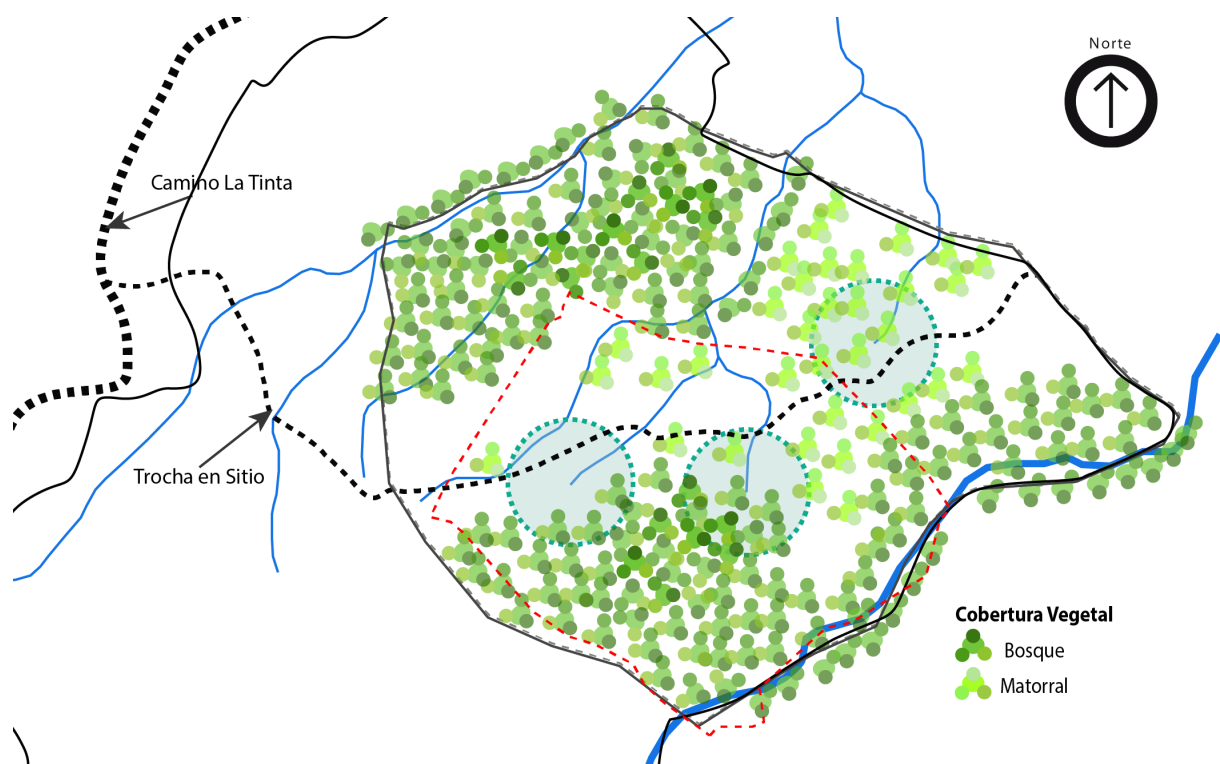 Norte
Camino La Tinta
Trocha en Sitio
Cobertura Vegetal
Bosque
Matorral